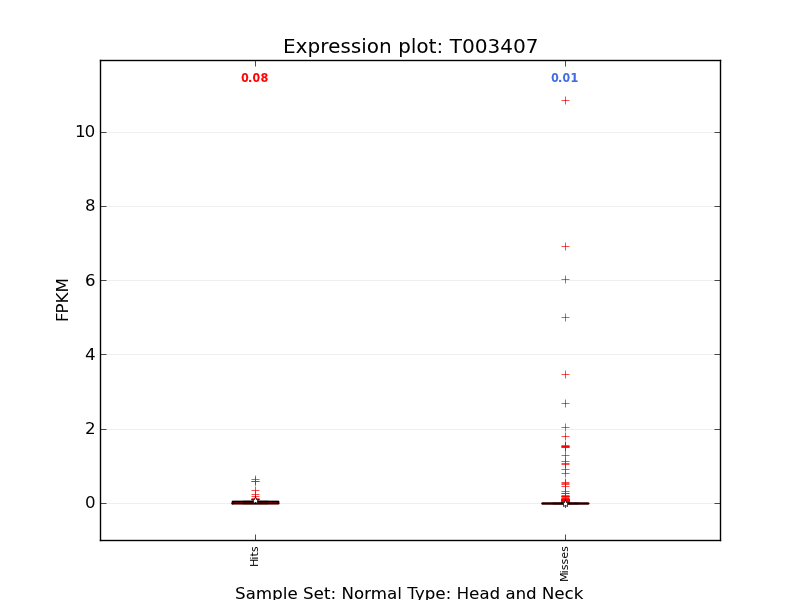 Expression plot: T003407
0.08
0.01
10
8
6
4
2
0
FPKM
Hits
Misses
Sample Set: Normal Type: Head and Neck